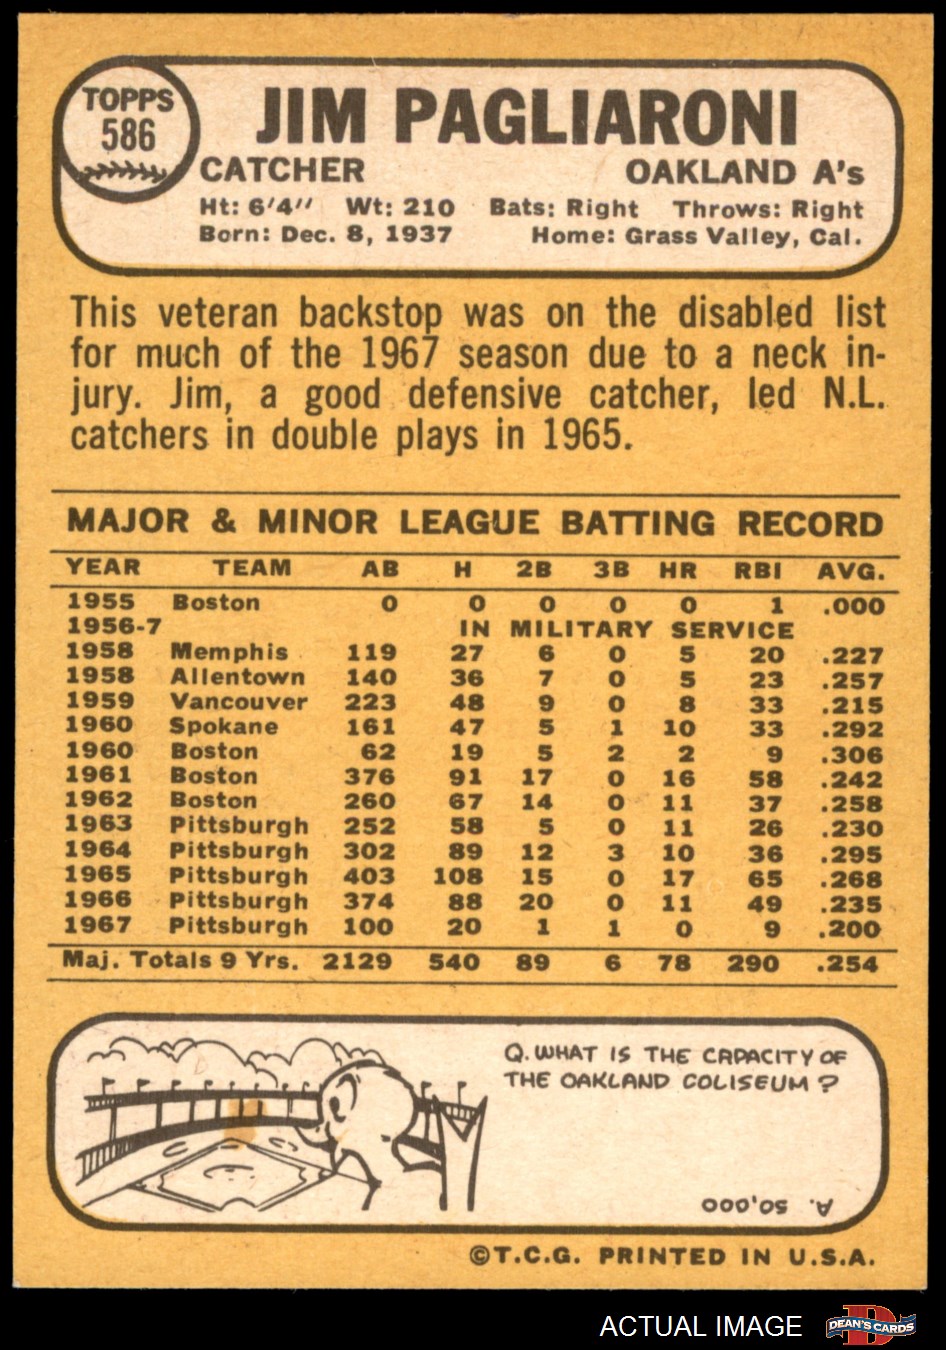 TOPPS
586
JIM PAGLIARONI
CATCHER OAKLAND A's
Ht: 6'4" Wt: 210 Bats: Right Throws: Right
Born: Dec. 8, 1937 Home: Grass Valley, Cal.
This veteran backstop was on the disabled list
for much of the 1967 season due to a neck in-
jury. Jim, a good defensive catcher, led N.L.
catchers in double plays in 1965.
MAJOR & MINOR LEAGUE BATTING RECORD
YEAR TEAM AB H 2B 3B HR RBI AVG.
1955 Boston 0 0 0 0 0 1 .000
1956-7 IN MILITARY SERVICE
1958 Memphis 119 27 6 0 5 20 .227
1958 Allentown 140 36 7 0 5 23 .257
1959 Vancouver 223 48 9 0 8 33 .215
1960 Spokane 161 47 5 1 10 33 .292
1960 Boston 62 19 5 2 2 9 .306
1961 Boston 376 91 17 0 16 58 .242
1962 Boston 260 67 14 0 11 37 .258
1963 Pittsburgh 252 58 5 0 11 26 .230
1964 Pittsburgh 302 89 12 3 10 36 .295
1965 Pittsburgh 403 108 15 0 17 65 .268
1966 Pittsburgh 374 88 20 0 11 49 .235
1967 Pittsburgh 100 20 1 1 0 9 .200
Maj. Totals 9 Yrs. 2129 540 89 6 78 290 .254
Q. WHAT IS THE CAPACITY OF
THE OAKLAND COLISEUM?
A. 50,000
©T.C.G. PRINTED IN U.S.A.
ACTUAL IMAGE
D
DEAN'S CARDS